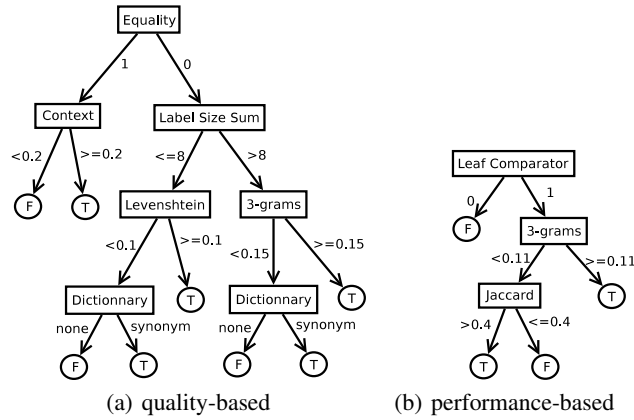 Equality
1
0
Context
Label Size Sum
<0.2
>=0.2
<=8
>8
Leaf Comparator
F
T
Levenshtein
3-grams
0
1
F
3-grams
<0.1
>=0.1
<0.15
>=0.15
<0.11
>=0.11
Dictionnary
T
Dictionnary
T
Jaccard
T
none
synonym
none
synonym
>0.4
<=0.4
F
T
F
T
T
F
(a) quality-based
(b) performance-based